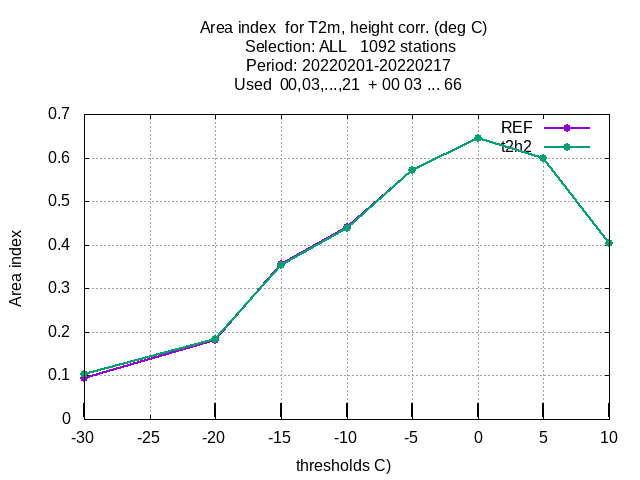 Area index  for T2m, height corr. (deg C)
Selection: ALL   1092 stations
Period: 20220201-20220217
Used  00,03,...,21  + 00 03 ... 66
REF
t2h2
0.7
0.6
0.5
0.4
0.3
0.2
0.1
0
Area index
-30 -25 -20 -15 -10 -5 0 5 10
thresholds C)